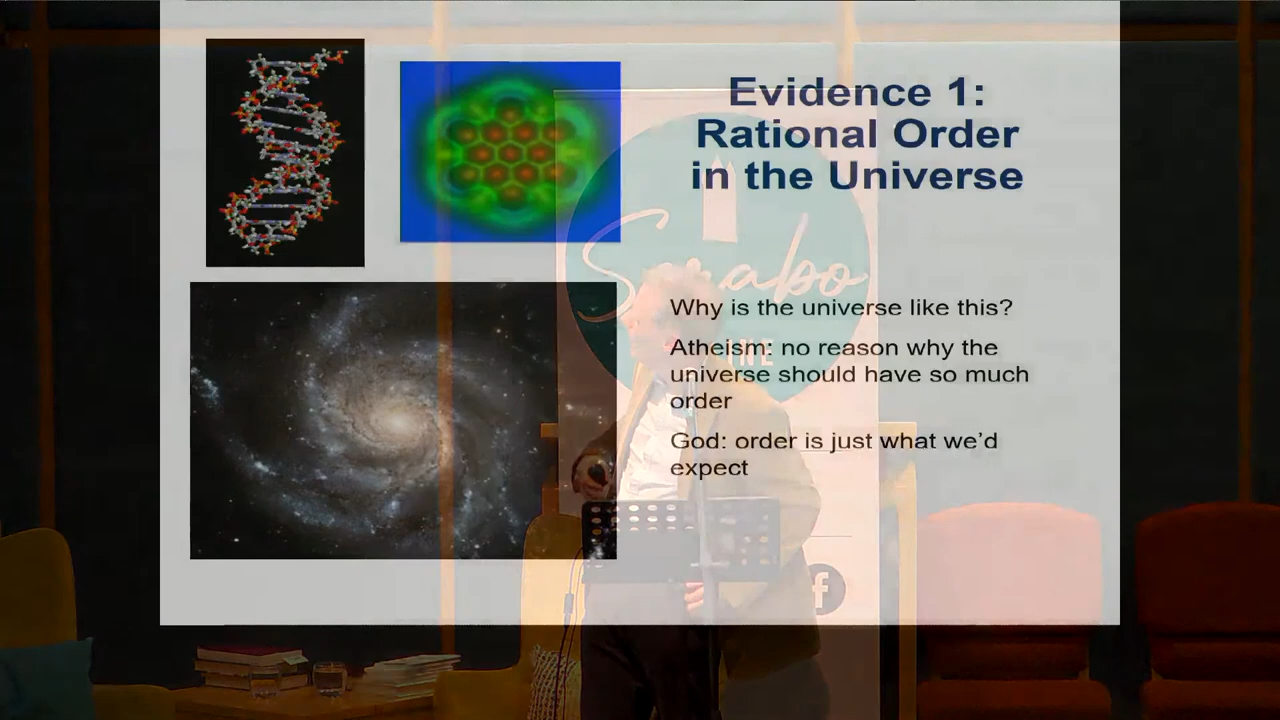 Evidence 1:
Rational Order
in the Universe
Why is the universe like this?
Atheism: no reason why the
universe should have so much
order
God: order is just what we'd
expect
f